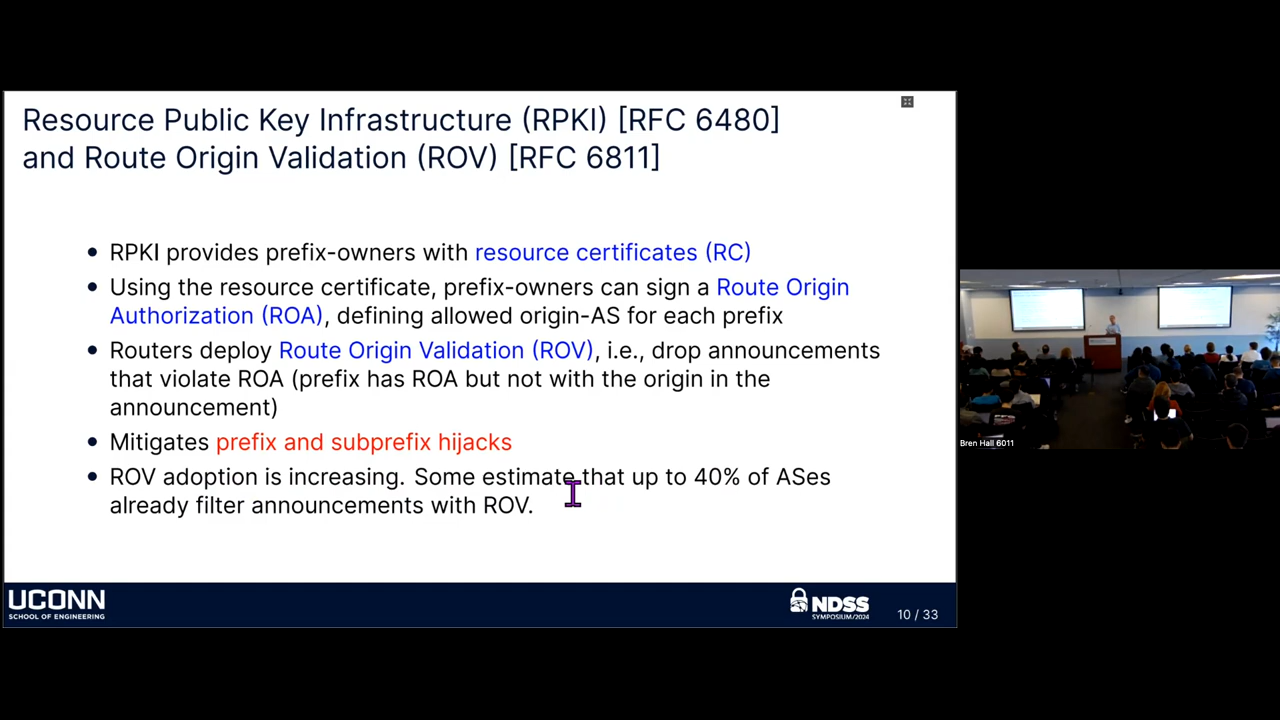 Resource Public Key Infrastructure (RPKI) [RFC 6480]
and Route Origin Validation (ROV) [RFC 6811]
• RPKI provides prefix-owners with resource certificates (RC)
• Using the resource certificate, prefix-owners can sign a Route Origin
Authorization (ROA), defining allowed origin-AS for each prefix
• Routers deploy Route Origin Validation (ROV), i.e., drop announcements
that violate ROA (prefix has ROA but not with the origin in the
announcement)
• Mitigates prefix and subprefix hijacks
• ROV adoption is increasing. Some estimate that up to 40% of ASes
already filter announcements with ROV.
UCONN
SCHOOL OF ENGINEERING
NDSS
SYMPOSIUM/2024
10 / 33
Bren Hall 6011